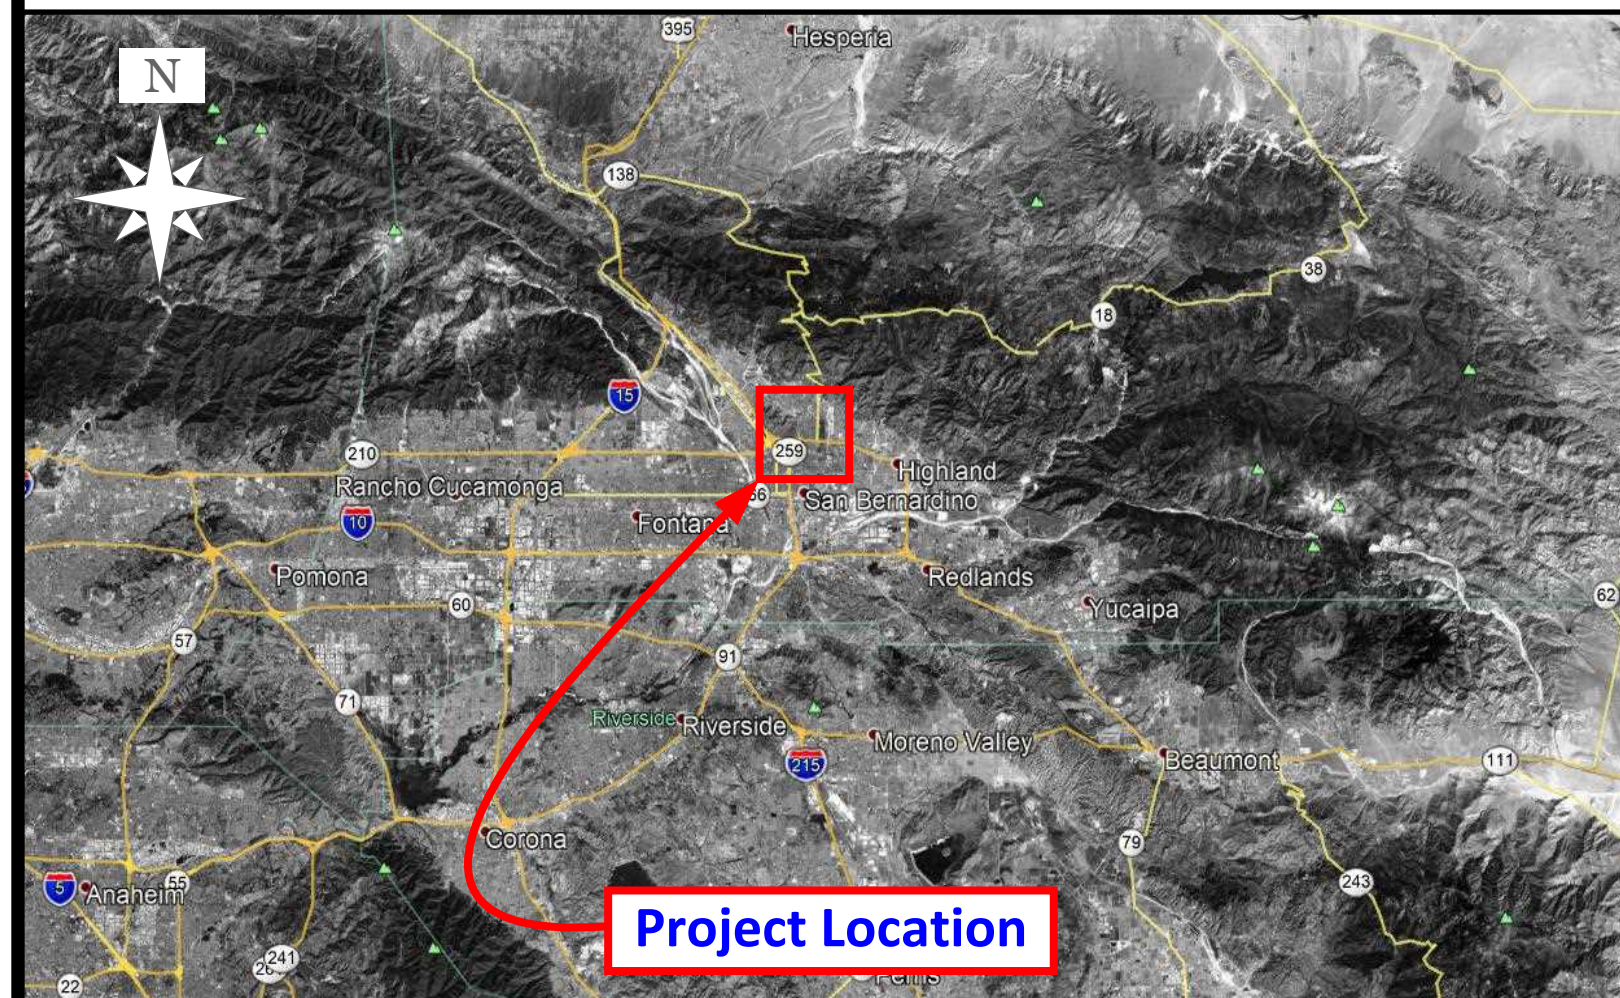 395
Hesperia
N
138
38
18
15
259
210
Highland
Rancho Cucamonga
66
San Bernardino
10
Fontana
Pomona
Redlands
60
Yucaipa
62
57
91
71
Riverside
Riverside
Moreno Valley
215
Beaumont
111
Corona
79
5
Anaheim
55
243
Project Location
241
22